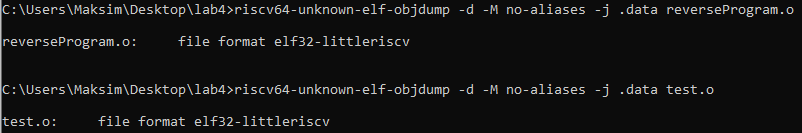 C:\Users\Maksim\Desktop\lab4>riscv64-unknown-elf-objdump -d -M no-aliases -j .data reverseProgram.o
reverseProgram.o:     file format elf32-littleriscv
C:\Users\Maksim\Desktop\lab4>riscv64-unknown-elf-objdump -d -M no-aliases -j .data test.o
test.o:     file format elf32-littleriscv